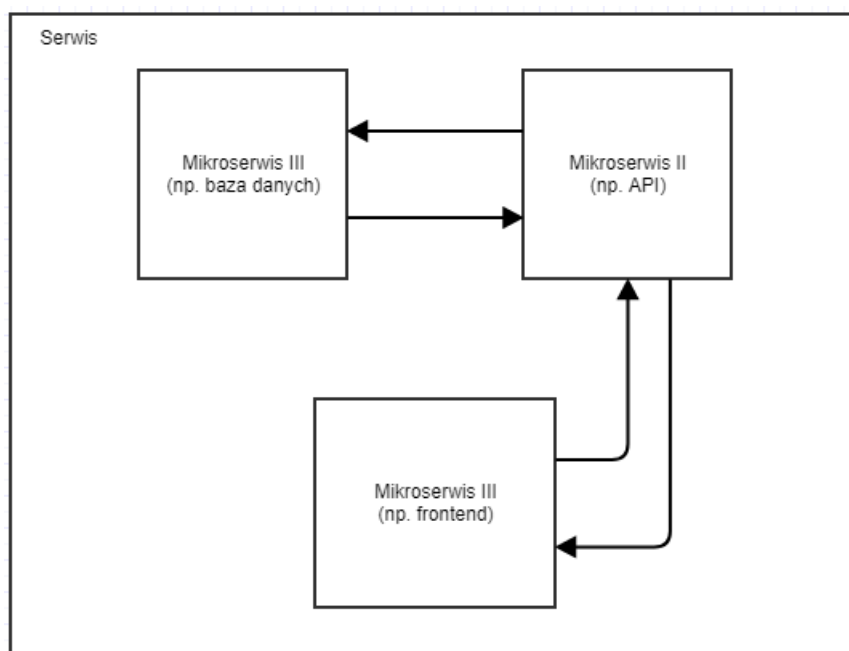 Serwis
Mikroserwis III
(np. baza danych)
Mikroserwis II
(np. API)
Mikroserwis III
(np. frontend)